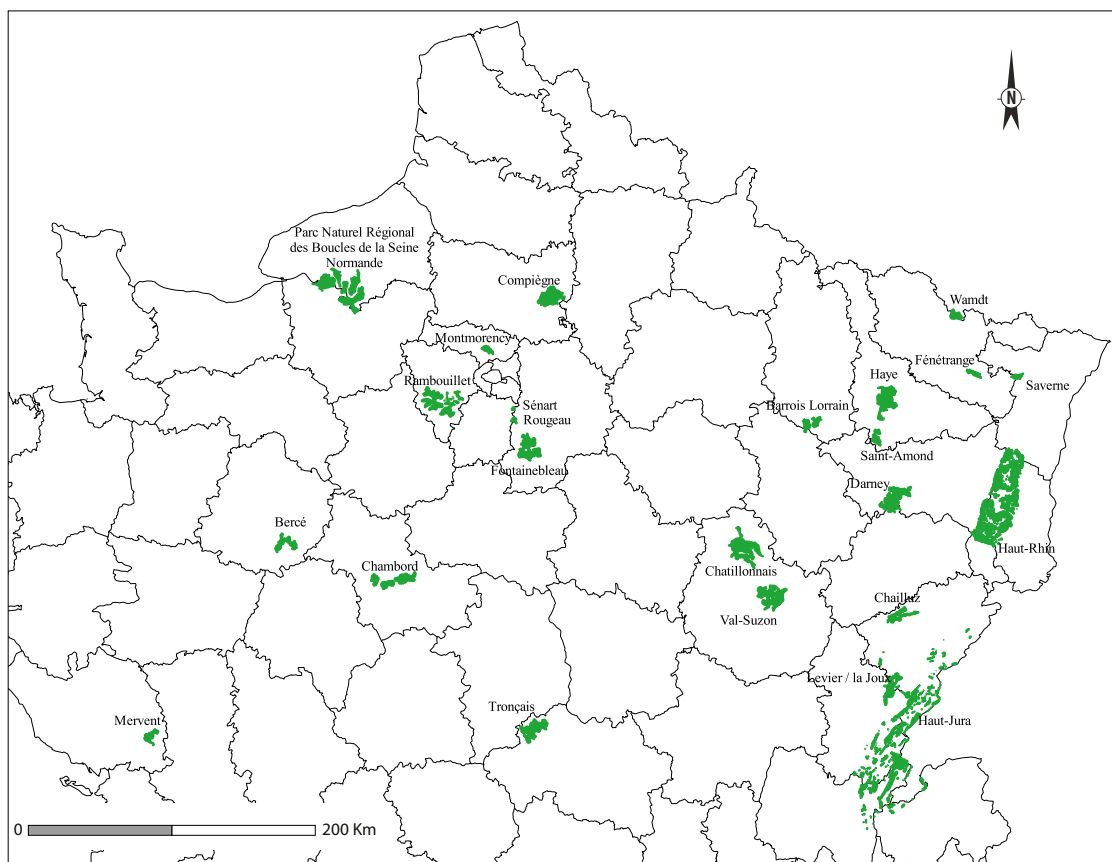 N
Parc Naturel Régional
des Boucles de la Seine
Normande
Compiègne
Wamdt
Montmorency
Fénétrange
Saverne
Haye
Rambouillet
Sénart
Rougeau
Barrois Lorrain
Saint-Amond
Fontainebleau
Darney
Bercé
Haut-Rhin
Chambord
Chatillonnais
Chailluz
Val-Suzon
Levier / la Joux
Tronçais
Mervent
Haut-Jura
0 200 Km